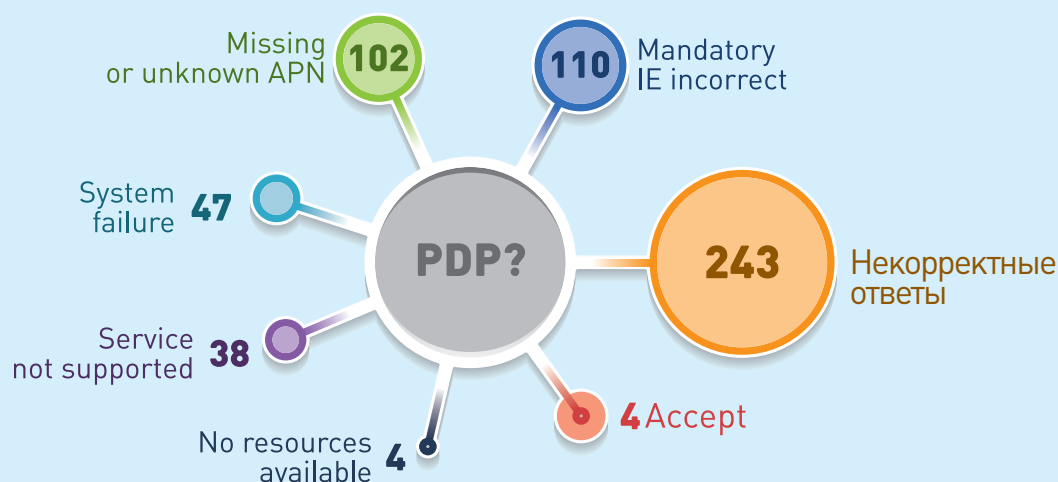 Missing
or unknown APN
102
110
Mandatory
IE incorrect
System
failure
47
PDP?
243
Некорректные
ответы
Service
not supported
38
No resources
available
4
4 Accept